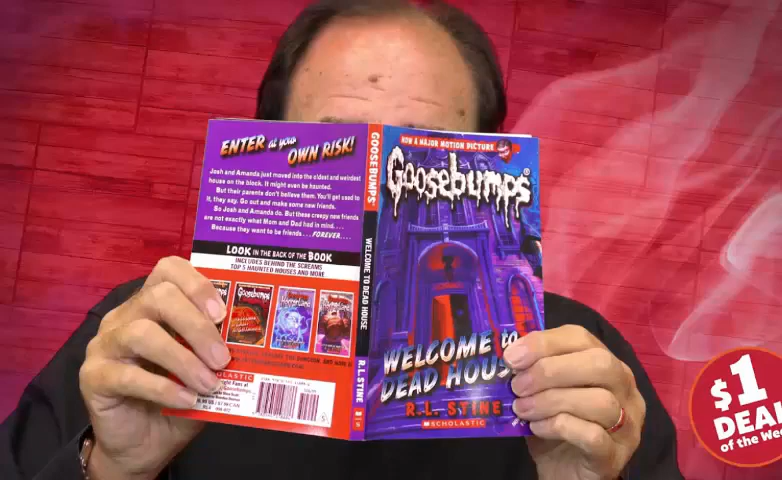 ENTER at your
OWN RISK!
Josh and Amanda just moved into the oldest and weirdest
house on the block. It might even be haunted.
But their parents don't believe them. You'll get used to
it, they say. Go out and make some new friends.
So Josh and Amanda do. But these creepy new friends
are not exactly what Mom and Dad had in mind. . . .
Because they want to be friends . . . FOREVER. . . .
LOOK IN THE BACK OF THE BOOK
INCLUDES BEHIND THE SCREAMS
TOP 5 HAUNTED HOUSES AND MORE
SCHOLASTIC
GOOSEBUMPS
WELCOME TO DEAD HOUSE
R.L. STINE
NOW A MAJOR MOTION PICTURE
Goosebumps®
WELCOME to
DEAD HOUS
R.L. STINE
SCHOLASTIC
$1
DEAL
of the Wee